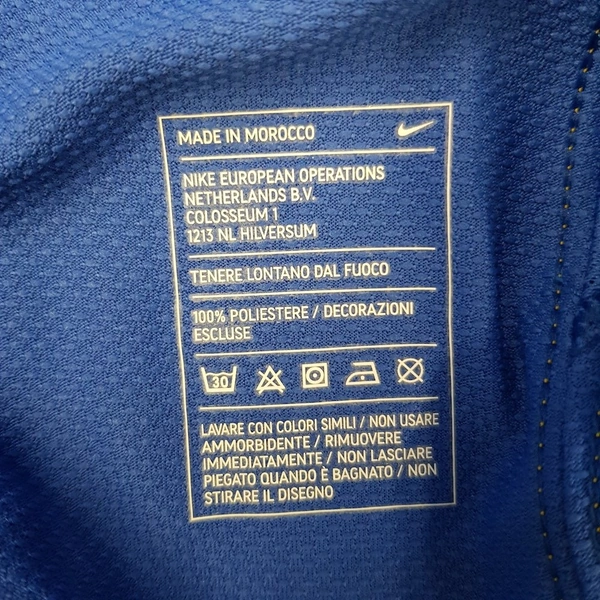 MADE IN MOROCCO
NIKE EUROPEAN OPERATIONS
NETHERLANDS B.V.
COLOSSEUM 1
1213 NL HILVERSUM
TENERE LONTANO DAL FUOCO
100% POLIESTERE / DECORAZIONI
ESCLUSE
30
LAVARE CON COLORI SIMILI / NON USARE
AMMORBIDENTE / RIMUOVERE
IMMEDIATAMENTE / NON LASCIARE
PIEGATO QUANDO È BAGNATO / NON
STIRARE IL DISEGNO